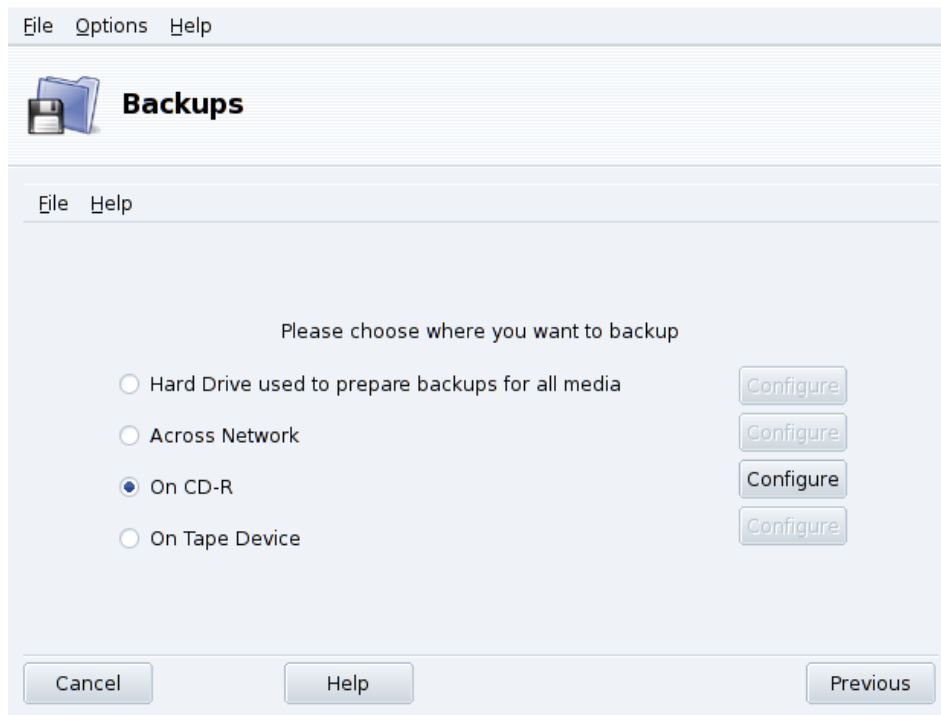 File Options Help
Backups
File Help
Please choose where you want to backup
Hard Drive used to prepare backups for all media Configure
Across Network Configure
On CD-R Configure
On Tape Device Configure
Cancel Help Previous